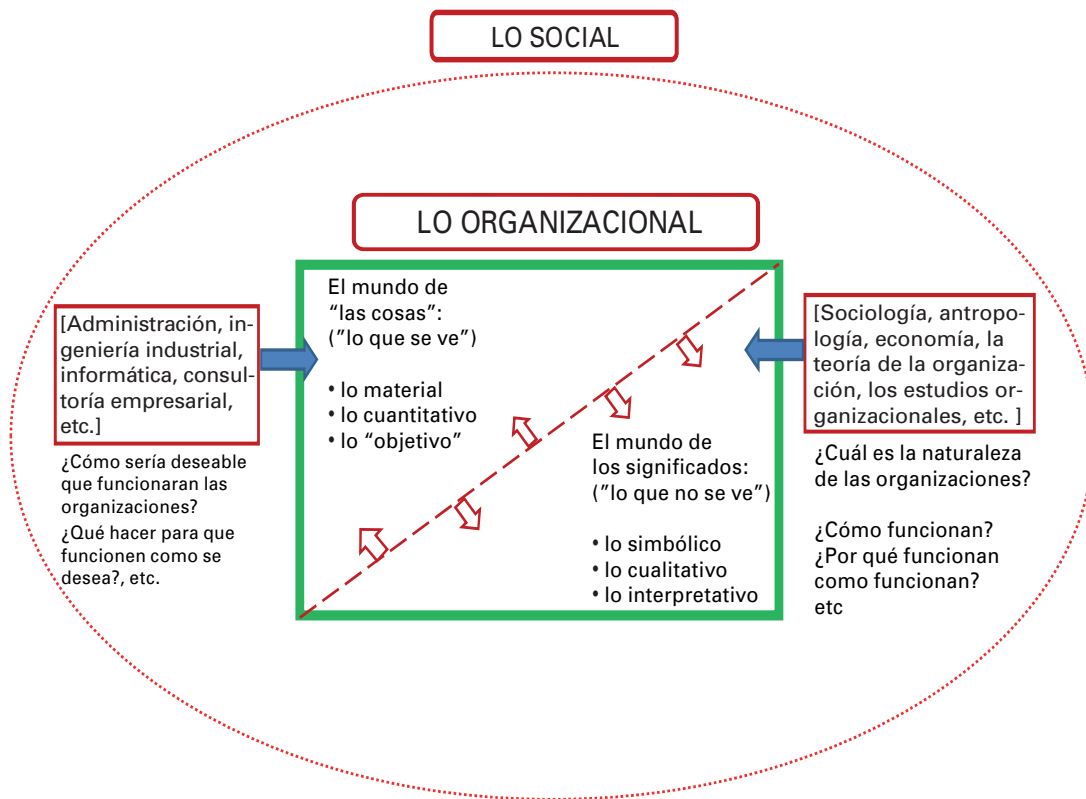 LO SOCIAL
LO ORGANIZACIONAL
[Administración, in-
geniería industrial,
informática, consul-
toría empresarial,
etc.]
¿Cómo sería deseable
que funcionaran las
organizaciones?
¿Qué hacer para que
funcionen como se
desea?, etc.
El mundo de
“las cosas”:
(”lo que se ve”)
• lo material
• lo cuantitativo
• lo “objetivo”
El mundo de
los significados:
(”lo que no se ve”)
• lo simbólico
• lo cualitativo
• lo interpretativo
[Sociología, antropo-
logía, economía, la
teoría de la organiza-
ción, los estudios or-
ganizacionales, etc. ]
¿Cuál es la naturaleza
de las organizaciones?
¿Cómo funcionan?
¿Por qué funcionan
como funcionan?
etc